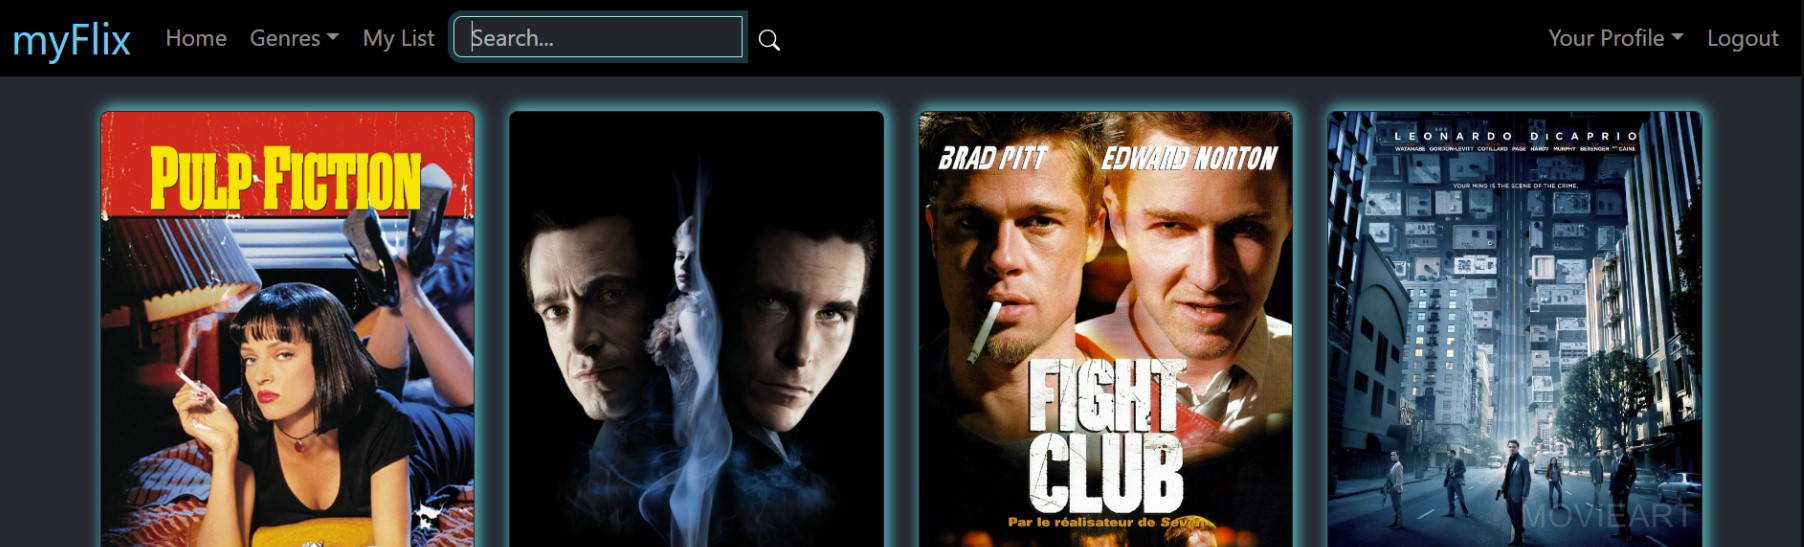 myFlix Home Genres My List Search... Your Profile Logout
PULP FICTION
BRAD PITT EDWARD NORTON
FIGHT
CLUB
Par le réalisateur de Seven
LEONARDO DiCAPRIO
WATANABE GORDON-LEVITT COTILLARD PAGE HARDY MURPHY BERENGER AND CAINE
YOUR MIND IS THE SCENE OF THE CRIME.
MOVIEART